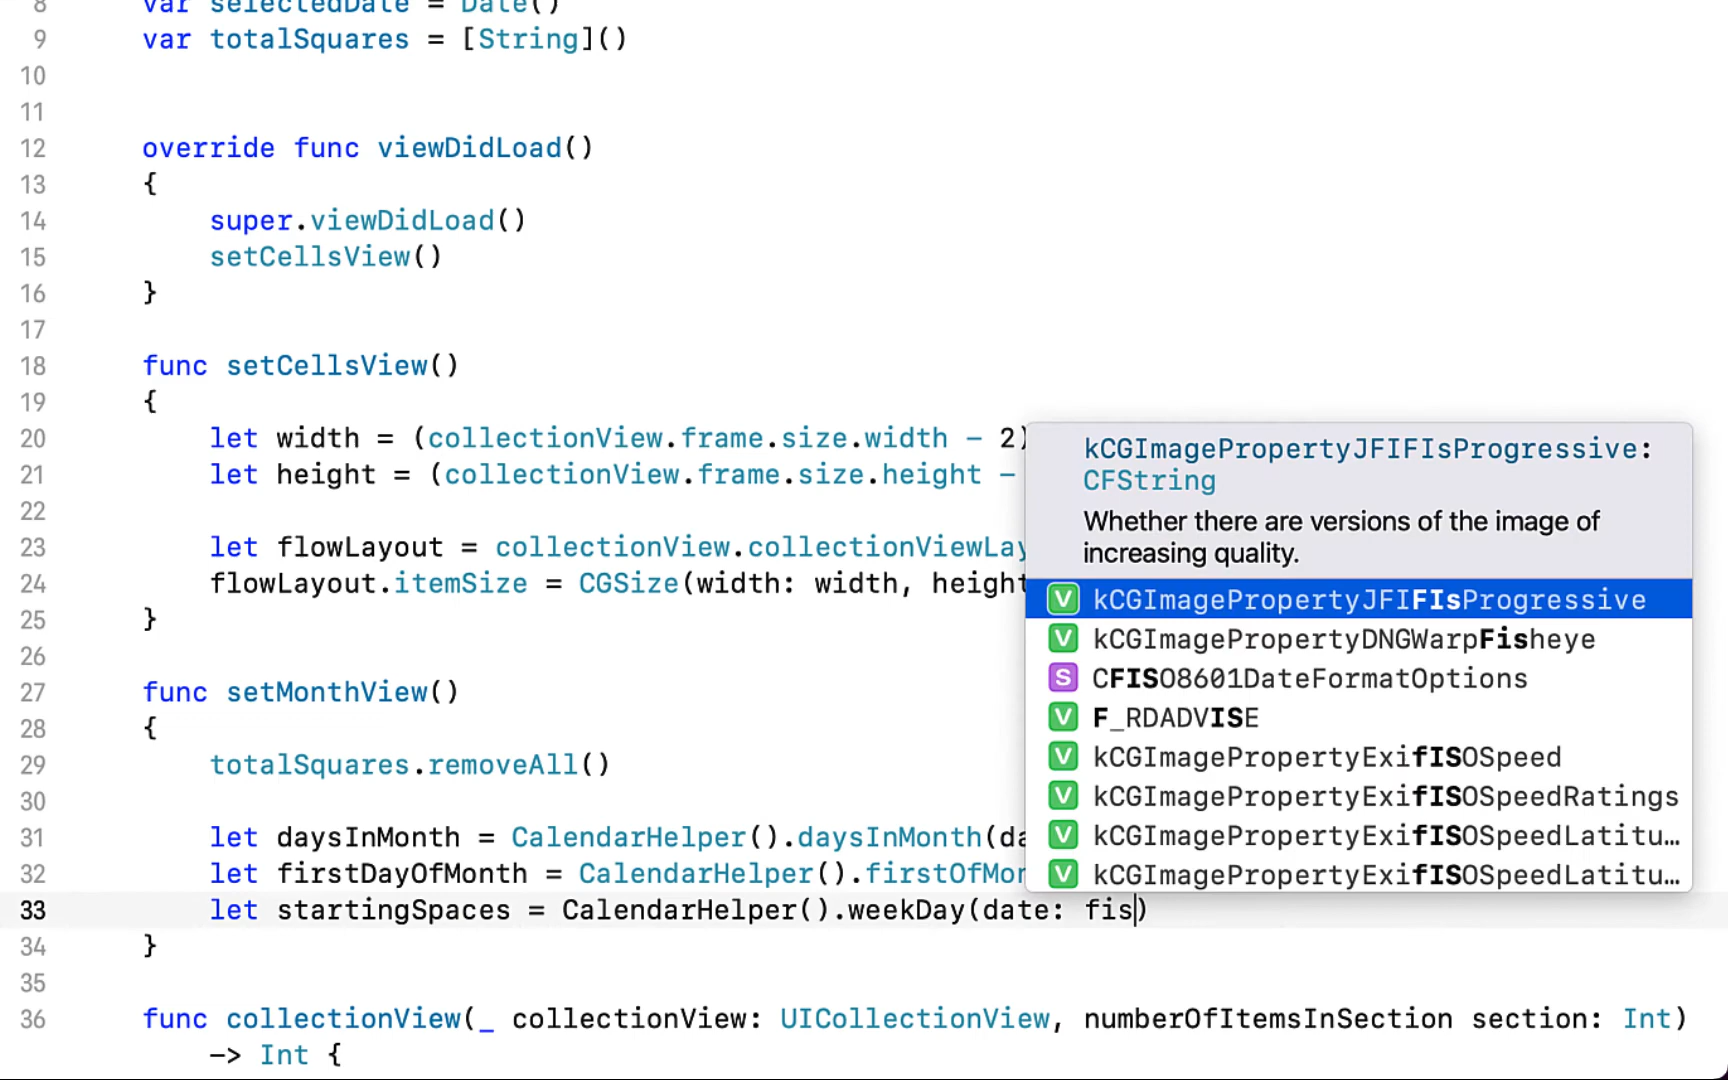 8 var selectedDate = Date()
9 var totalSquares = [String]()
10
11
12 override func viewDidLoad()
13 {
14 super.viewDidLoad()
15 setCellsView()
16 }
17
18 func setCellsView()
19 {
20 let width = (collectionView.frame.size.width - 2)
21 let height = (collectionView.frame.size.height -
22
23 let flowLayout = collectionView.collectionViewLay
24 flowLayout.itemSize = CGSize(width: width, height
25 }
26
27 func setMonthView()
28 {
29 totalSquares.removeAll()
30
31 let daysInMonth = CalendarHelper().daysInMonth(da
32 let firstDayOfMonth = CalendarHelper().firstOfMon
33 let startingSpaces = CalendarHelper().weekDay(date: fis)
34 }
35
36 func collectionView(_ collectionView: UICollectionView, numberOfItemsInSection section: Int)
-> Int {
kCGImagePropertyJFIFIsProgressive:
CFString
Whether there are versions of the image of
increasing quality.
V kCGImagePropertyJFIFIsProgressive
V kCGImagePropertyDNGWarpFisheye
S CFISO8601DateFormatOptions
V F_RDADVISE
V kCGImagePropertyExifISOSpeed
V kCGImagePropertyExifISOSpeedRatings
V kCGImagePropertyExifISOSpeedLatitu…
V kCGImagePropertyExifISOSpeedLatitu…